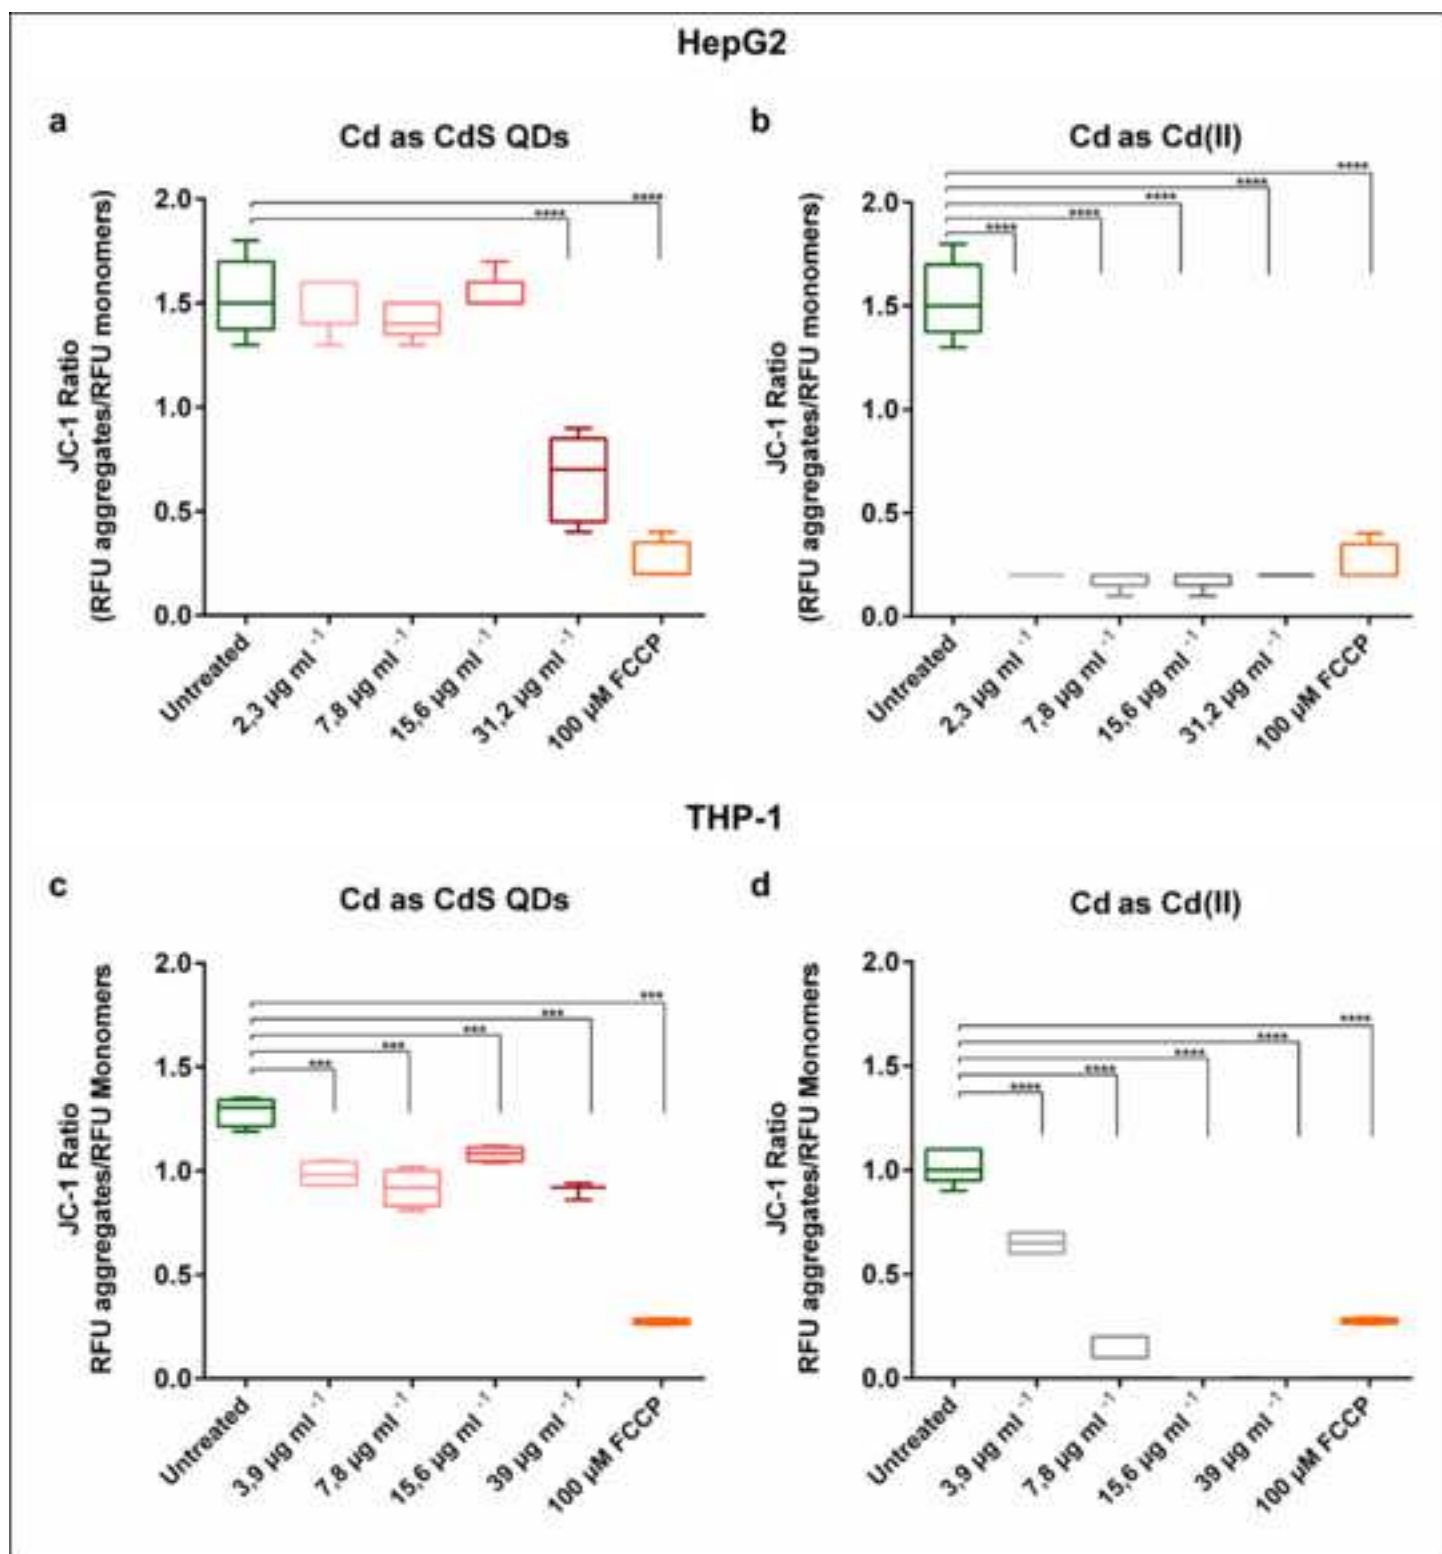 HepG2
a
Cd as CdS QDs
JC-1 Ratio
(RFU aggregates/RFU monomers)
2.0
1.5
1.0
0.5
0.0
****
****
Untreated
2,3 µg ml -1
7,8 µg ml -1
15,6 µg ml -1
31,2 µg ml -1
100 µM FCCP
b
Cd as Cd(II)
JC-1 Ratio
(RFU aggregates/RFU monomers)
2.0
1.5
1.0
0.5
0.0
****
****
****
****
****
Untreated
2,3 µg ml -1
7,8 µg ml -1
15,6 µg ml -1
31,2 µg ml -1
100 µM FCCP
THP-1
c
Cd as CdS QDs
JC-1 Ratio
RFU aggregates/RFU Monomers
2.0
1.5
1.0
0.5
0.0
***
***
***
***
***
Untreated
3,9 µg ml -1
7,8 µg ml -1
15,6 µg ml -1
39 µg ml -1
100 µM FCCP
d
Cd as Cd(II)
JC-1 Ratio
RFU aggregates/RFU Monomers
2.0
1.5
1.0
0.5
0.0
****
****
****
****
****
Untreated
3,9 µg ml -1
7,8 µg ml -1
15,6 µg ml -1
39 µg ml -1
100 µM FCCP